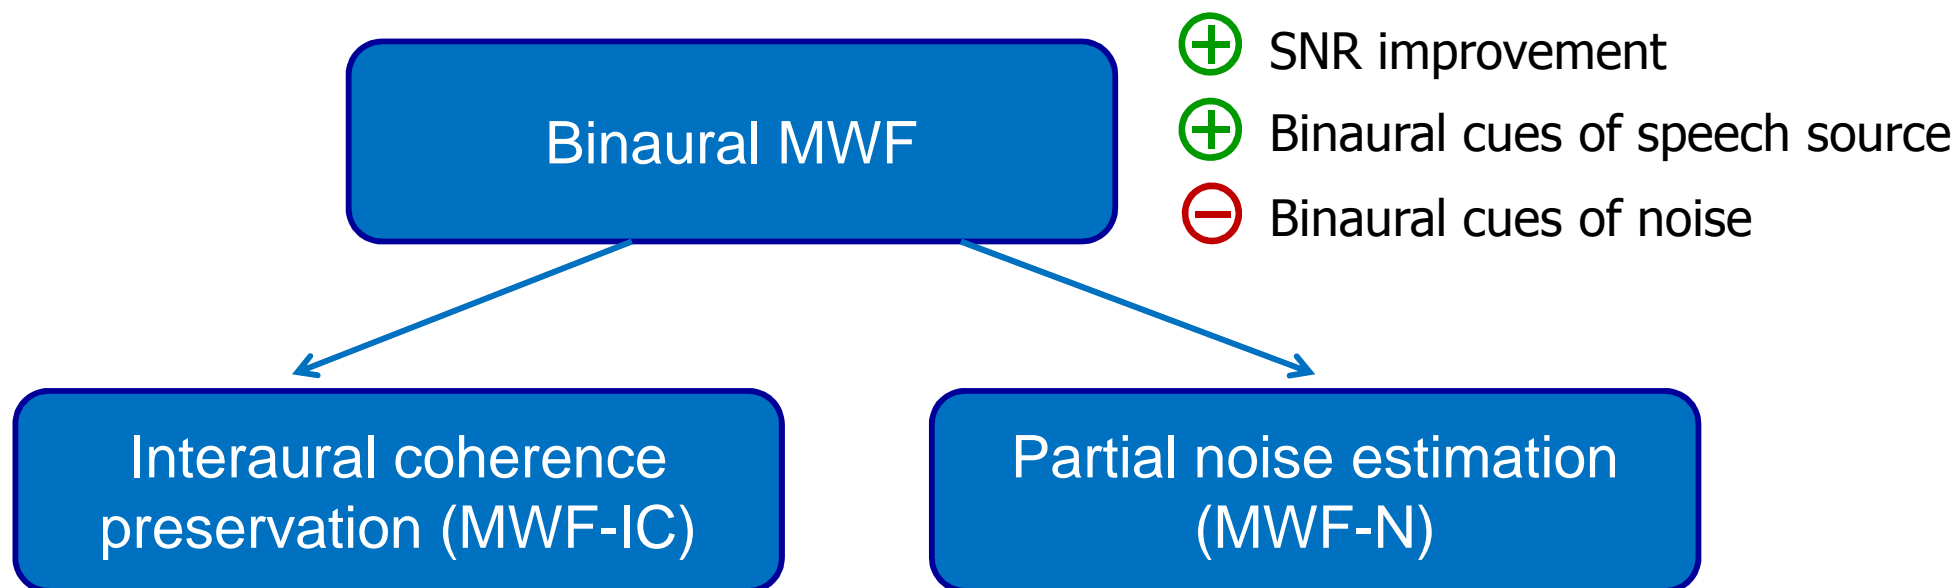 Binaural MWF
SNR improvement
Binaural cues of speech source
Binaural cues of noise
Interaural coherence
preservation (MWF-IC)
Partial noise estimation
(MWF-N)